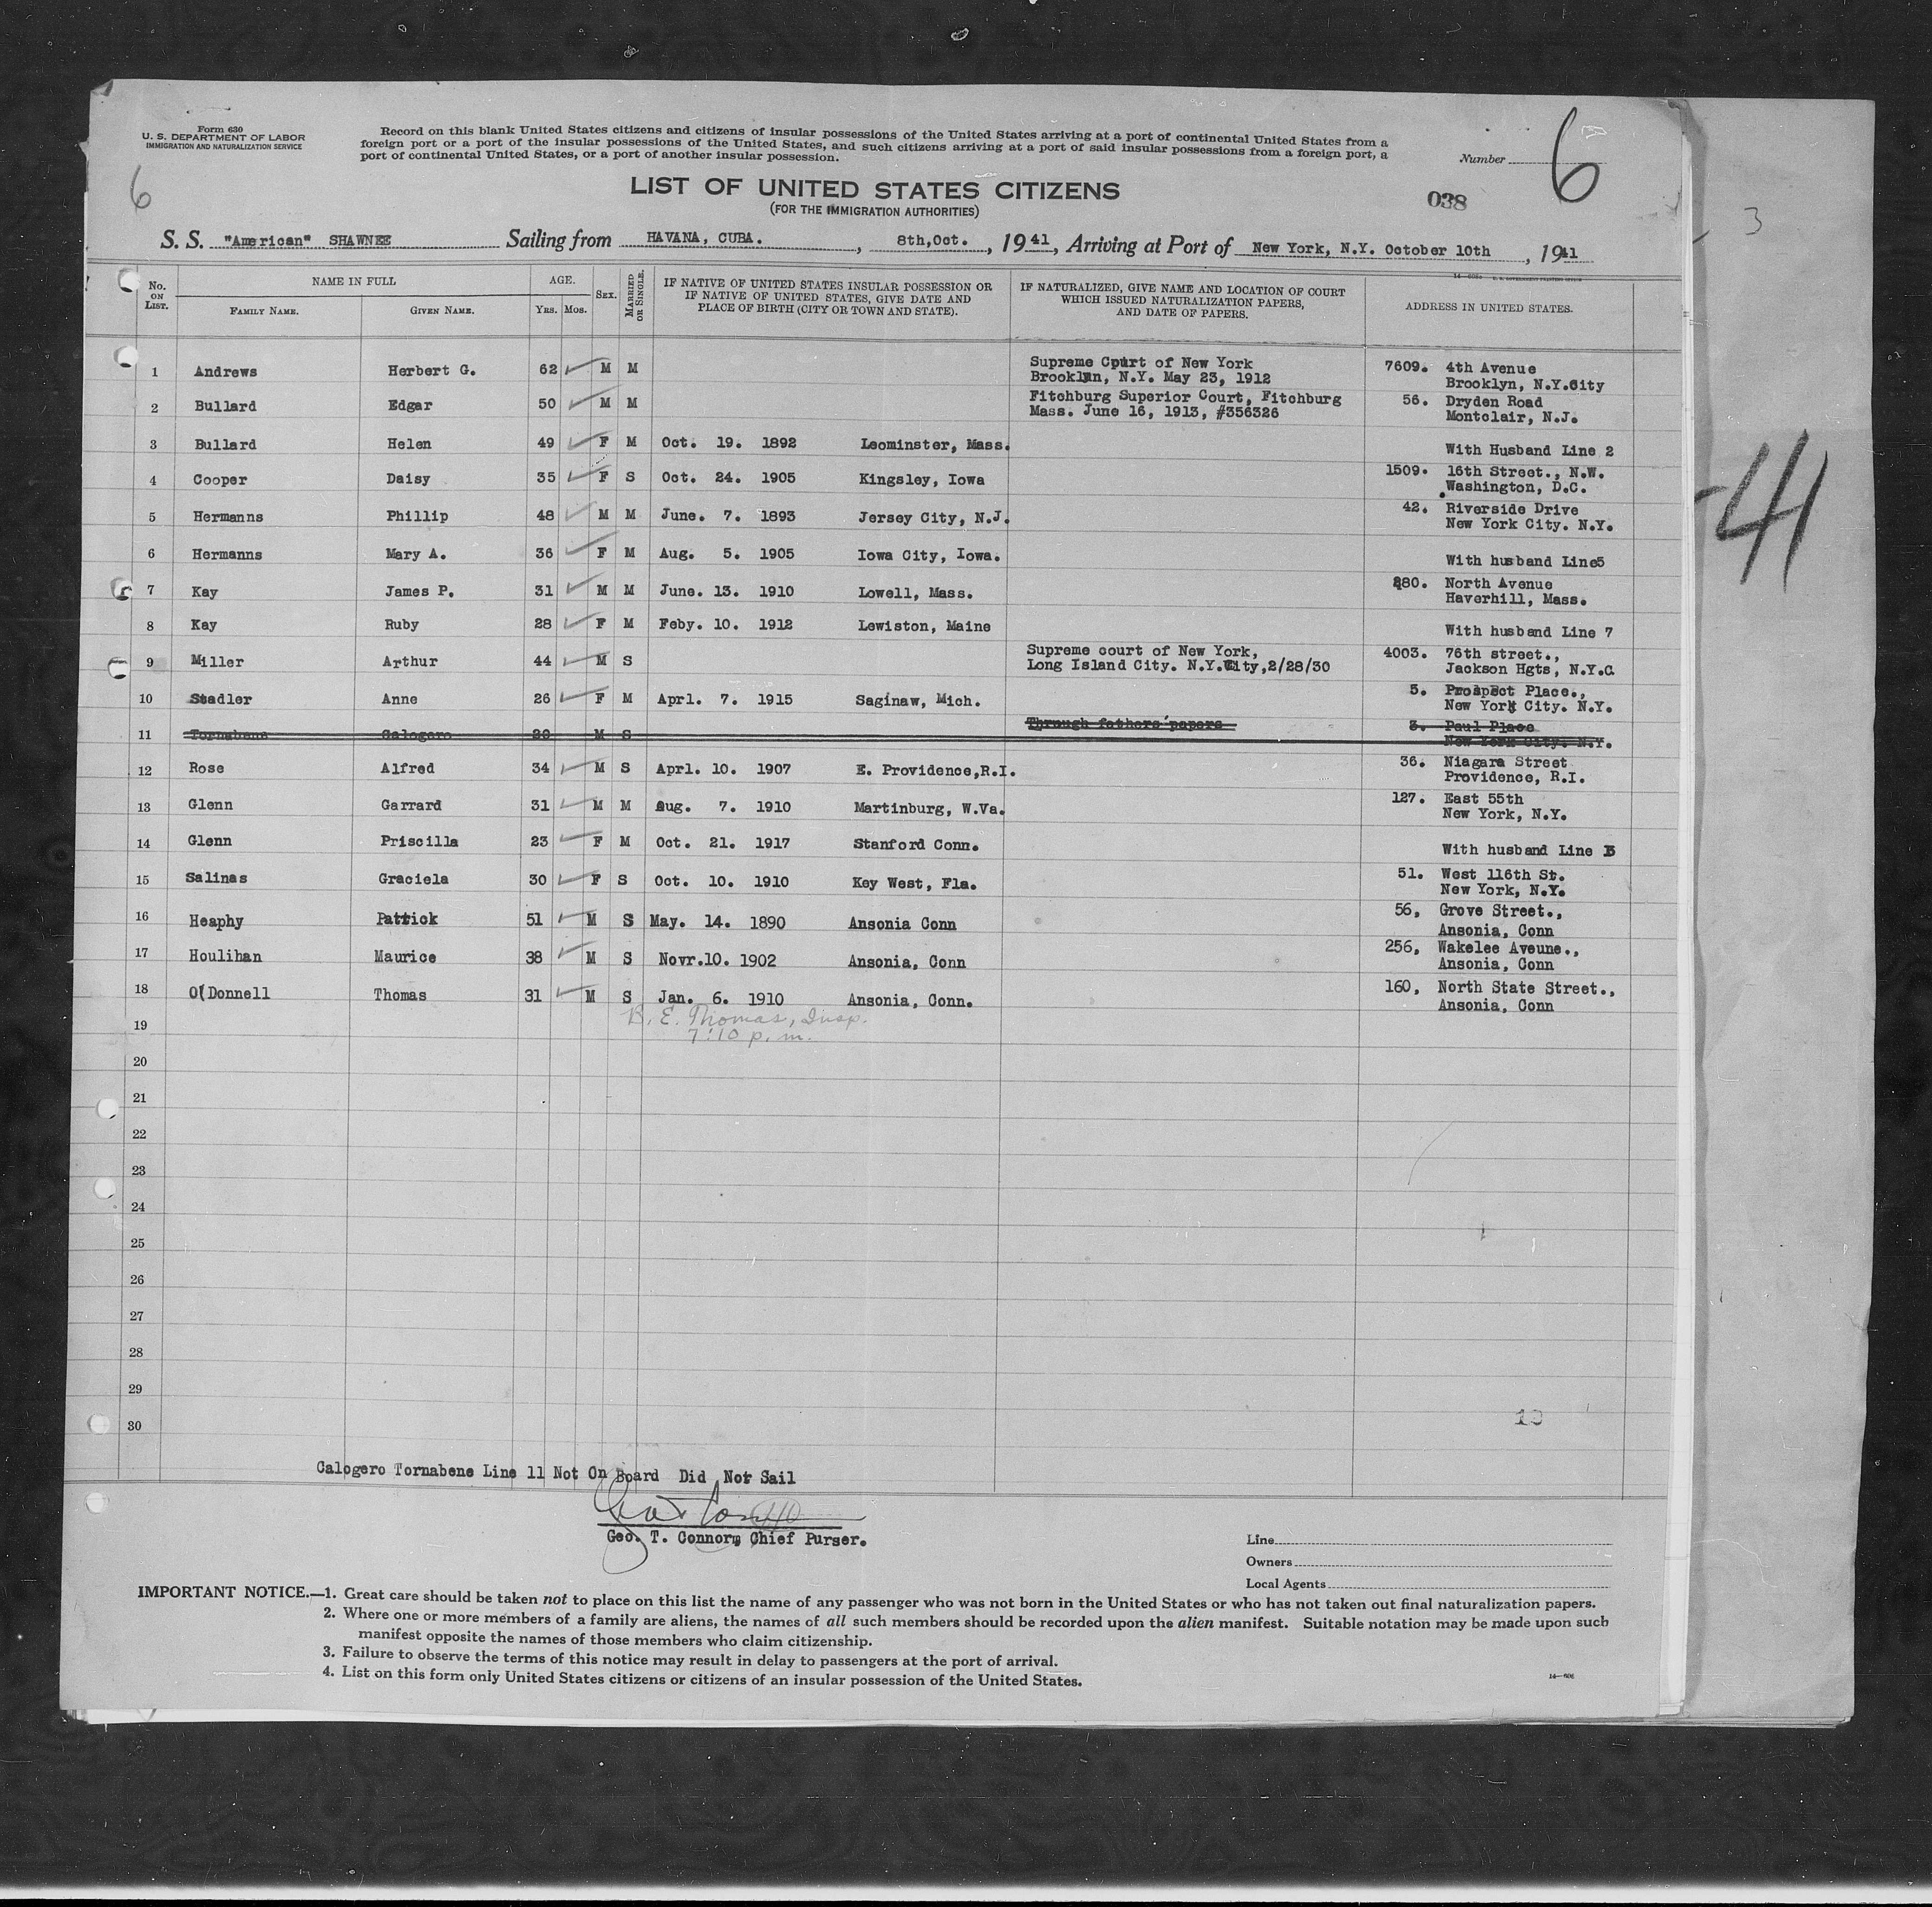 Form 630
U. S. DEPARTMENT OF LABOR
IMMIGRATION AND NATURALIZATION SERVICE
Record on this blank United States citizens and citizens of insular possessions of the United States arriving at a port of continental United States from a
foreign port or a port of the insular possessions of the United States, and such citizens arriving at a port of said insular possessions from a foreign port, a
port of continental United States, or a port of another insular possession.
Number 6
6
LIST OF UNITED STATES CITIZENS
(FOR THE IMMIGRATION AUTHORITIES)
038
3
S. S. "American" SHAWNEE Sailing from HAVANA, CUBA. , 8th,Oct. , 1941, Arriving at Port of New York, N.Y. October 10th , 1941
No. ON LIST. NAME IN FULL FAMILY NAME. GIVEN NAME. AGE. YRS. MOS. SEX. MARRIED OR SINGLE. IF NATIVE OF UNITED STATES INSULAR POSSESSION OR IF NATIVE OF UNITED STATES, GIVE DATE AND PLACE OF BIRTH (CITY OR TOWN AND STATE). IF NATURALIZED, GIVE NAME AND LOCATION OF COURT WHICH ISSUED NATURALIZATION PAPERS, AND DATE OF PAPERS. ADDRESS IN UNITED STATES.
1 Andrews Herbert G. 62 M M Supreme Court of New York Brooklyn, N.Y. May 23, 1912 7609. 4th Avenue Brooklyn, N.Y.City
2 Bullard Edgar 50 M M Fitchburg Superior Court, Fitchburg Mass. June 16, 1913, #356326 56. Dryden Road Montclair, N.J.
3 Bullard Helen 49 F M Oct. 19. 1892 Leominster, Mass. With Husband Line 2
4 Cooper Daisy 35 F S Oct. 24. 1905 Kingsley, Iowa 1509. 16th Street., N.W. Washington, D.C.
5 Hermanns Phillip 48 M M June. 7. 1893 Jersey City, N.J. 42. Riverside Drive New York City. N.Y.
6 Hermanns Mary A. 36 F M Aug. 5. 1905 Iowa City, Iowa. With husband Line5
7 Kay James P. 31 M M June. 13. 1910 Lowell, Mass. 280. North Avenue Haverhill, Mass.
8 Kay Ruby 28 F M Feby. 10. 1912 Lewiston, Maine With husband Line 7
9 Miller Arthur 44 M S Supreme court of New York, Long Island City. N.Y.City,2/28/30 4003. 76th street., Jackson Hgts, N.Y.C
10 Stadler Anne 26 F M Aprl. 7. 1915 Saginaw, Mich. 5. Prospect Place., New York City. N.Y.
11 Tornabene Calogero 20 M S Through fathers'papers 3. Paul Place New York City. N.Y.
12 Rose Alfred 34 M S Aprl. 10. 1907 E. Providence,R.I. 36. Niagara Street Providence, R.I.
13 Glenn Garrard 31 M M Aug. 7. 1910 Martinburg, W.Va. 127. East 55th New York, N.Y.
14 Glenn Priscilla 23 F M Oct. 21. 1917 Stanford Conn. With husband Line
15 Salinas Graciela 30 F S Oct. 10. 1910 Key West, Fla. 51. West 116th St. New York, N.Y.
16 Heaphy Patrick 51 M S May. 14. 1890 Ansonia Conn 56, Grove Street., Ansonia, Conn
17 Houlihan Maurice 38 M S Novr.10. 1902 Ansonia, Conn 256, Wakelee Aveune., Ansonia, Conn
18 O(Donnell Thomas 31 M S Jan. 6. 1910 Ansonia, Conn. 160, North State Street., Ansonia, Conn
19 B. E. Thomas, Insp.
7:10 p. m.
20
21
22
23
24
25
26
27
28
29
30
41
Calogero Tornabene Line 11 Not On Board Did Not Sail
Geo. T. Connor, Chief Purser.
Line
Owners
Local Agents
IMPORTANT NOTICE.—1. Great care should be taken not to place on this list the name of any passenger who was not born in the United States or who has not taken out final naturalization papers.
2. Where one or more members of a family are aliens, the names of all such members should be recorded upon the alien manifest. Suitable notation may be made upon such
manifest opposite the names of those members who claim citizenship.
3. Failure to observe the terms of this notice may result in delay to passengers at the port of arrival.
4. List on this form only United States citizens or citizens of an insular possession of the United States.